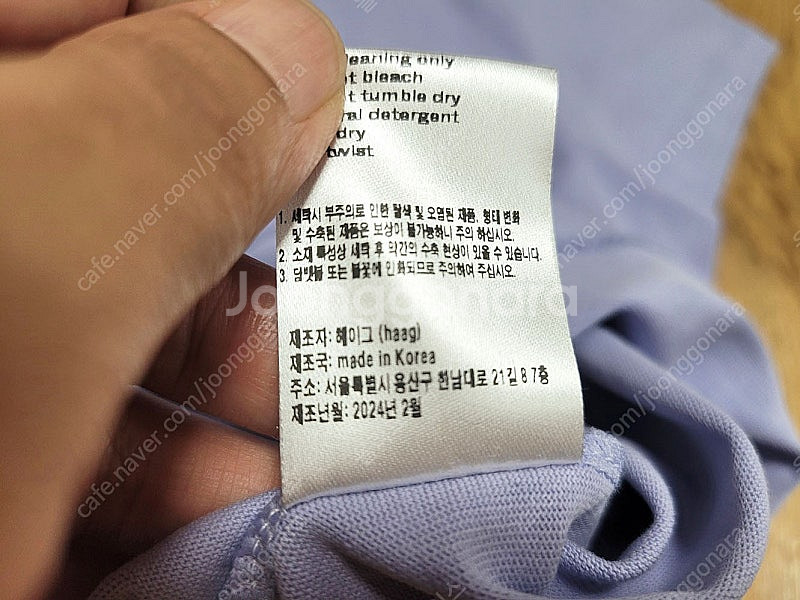 eaning only
t bleach
t tumble dry
ral detergent
dry
twist
1. 세탁시 부주의로 인한 탈색 및 오염된 제품, 형태 변화
및 수축된 제품은 보상이 불가능하니 주의 하십시오.
2. 소재 특성상 세탁 후 약간의 수축 현상이 있을 수 있습니다.
3. 담뱃불 또는 불꽃에 인화되므로 주의하여 주십시오.
Joonggonara
제조자: 헤이그 (haag)
제조국: made in Korea
주소: 서울특별시 용산구 한남대로 21길 8 7층
제조년월: 2024년 2월
cafe.naver.com/joonggonara
cafe.naver.com/joonggonara